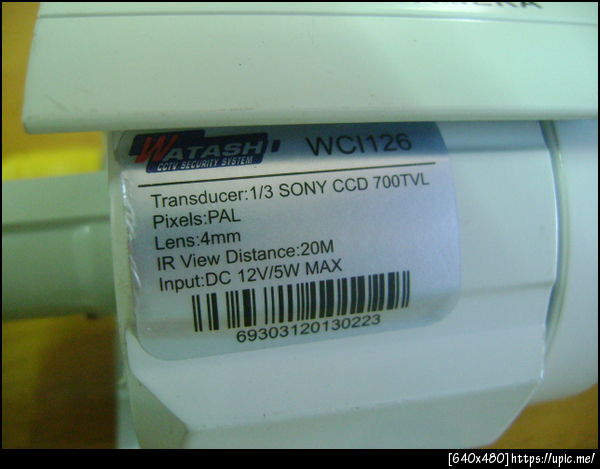 WATASHI WCI126
CCTV SECURITY SYSTEM
Transducer:1/3 SONY CCD 700TVL
Pixels:PAL
Lens:4mm
IR View Distance:20M
Input:DC 12V/5W MAX
69303120130223
[640x480]https://upic.me/